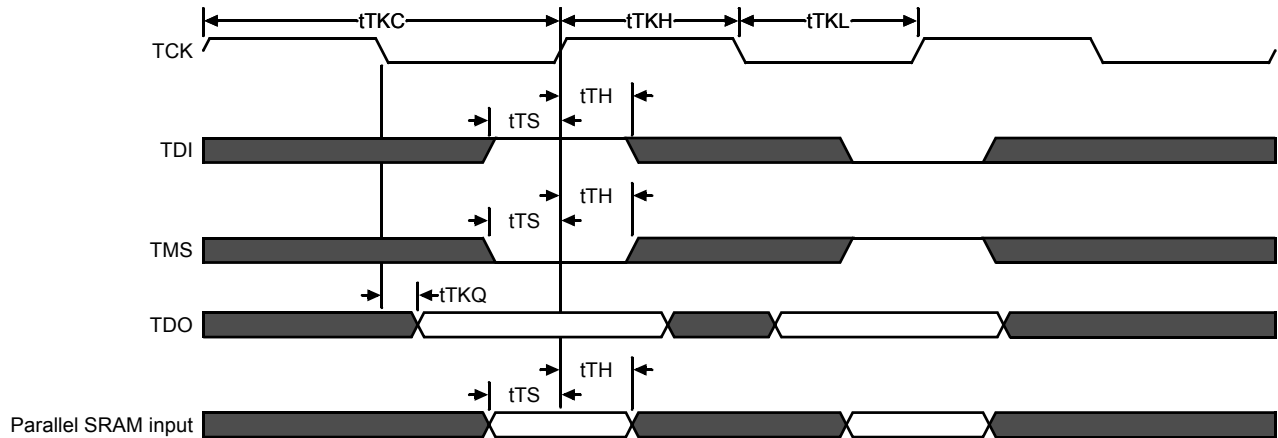 tTKC tTKH tTKL
TCK
tTH
tTS
TDI
tTH
tTS
TMS
tTKQ
TDO
tTH
tTS
Parallel SRAM input